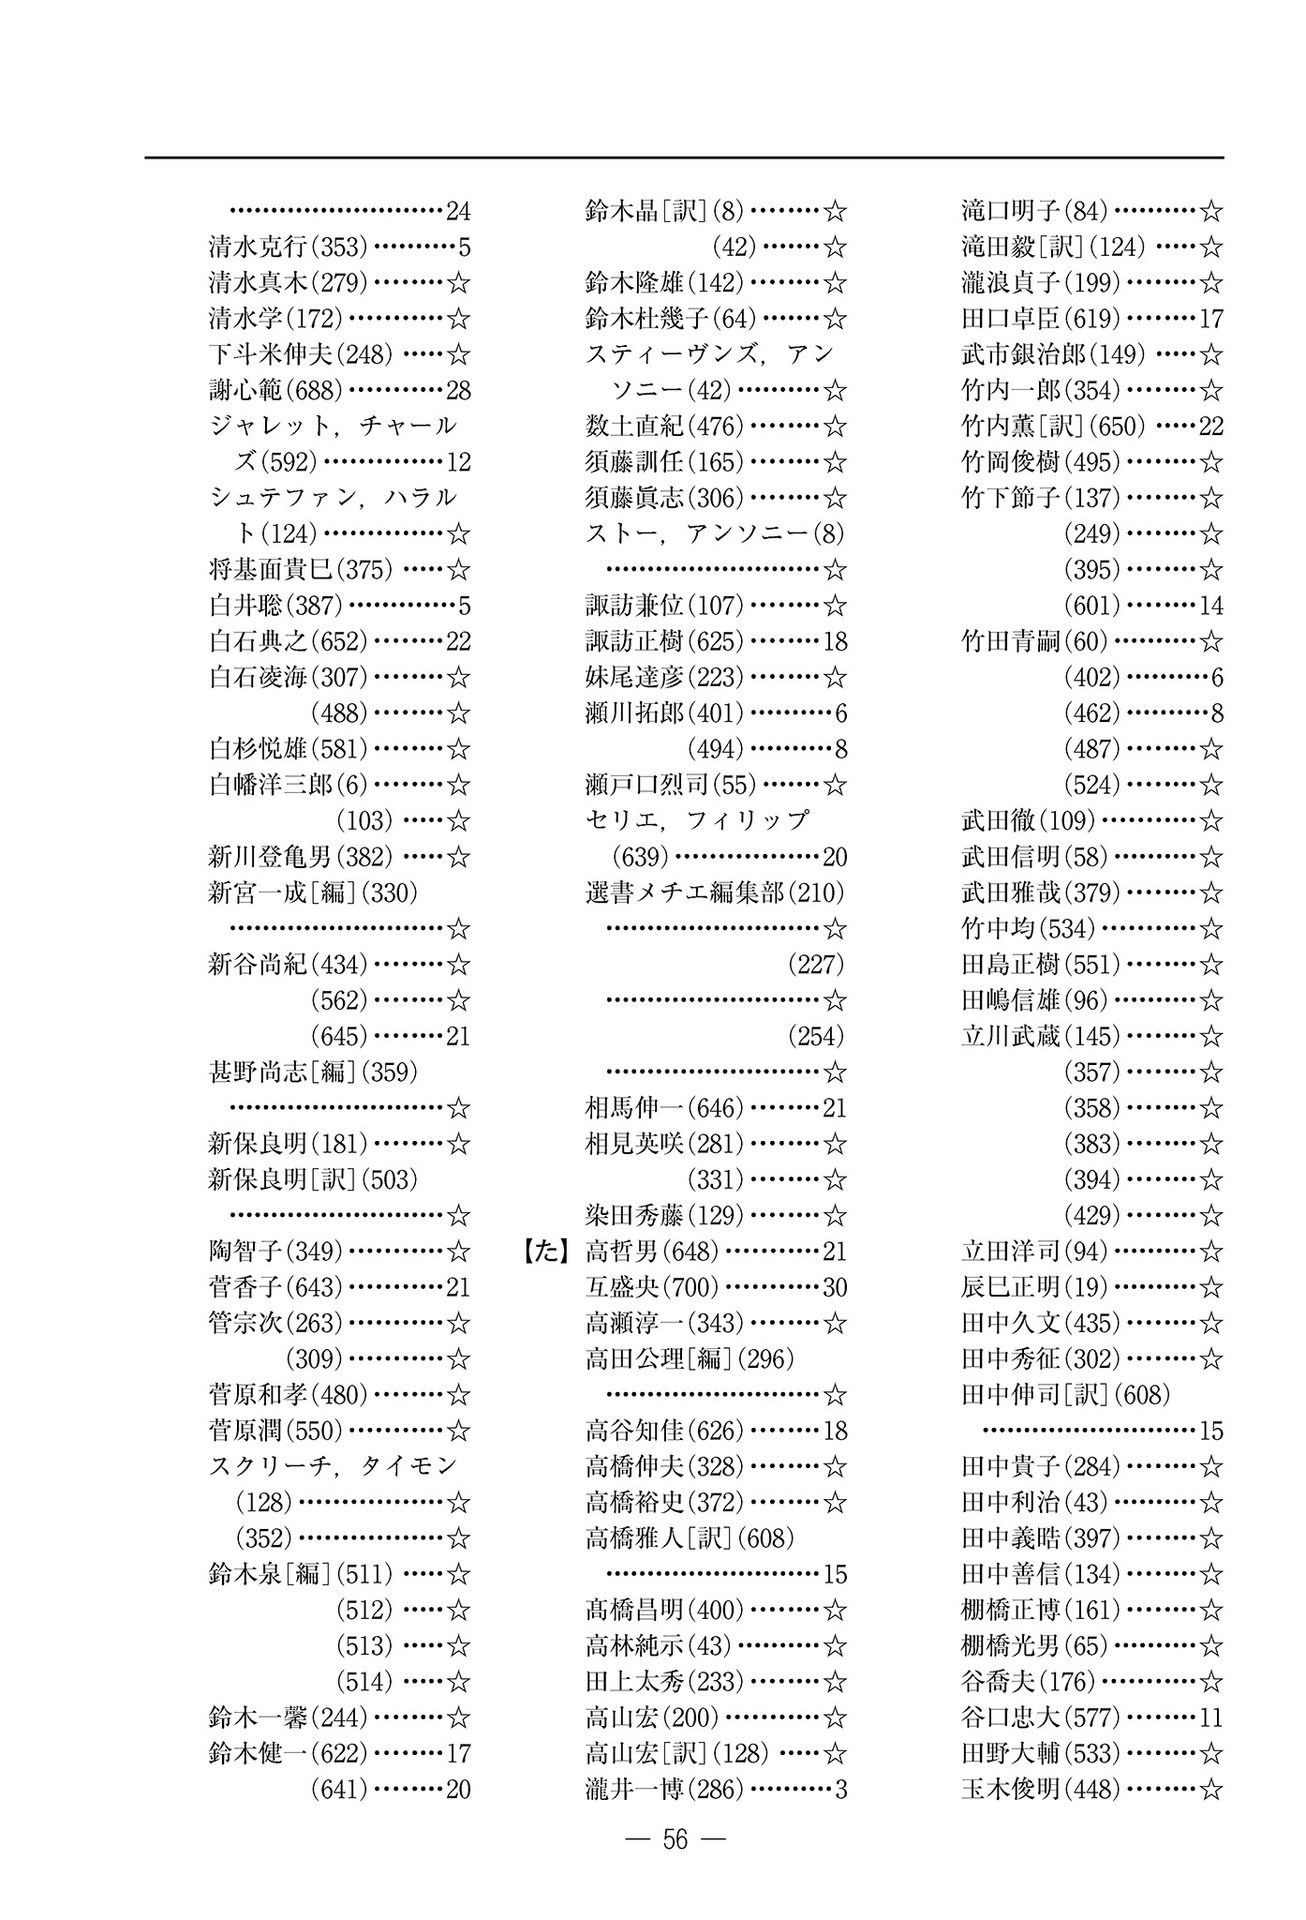 ………………………24
清水克行(353)…………5
清水真木(279)………☆
清水学(172)…………☆
下斗米伸夫(248)……☆
謝心範(688)…………28
ジャレット，チャール
ズ(592)……………12
シュテファン，ハラル
ト(124)……………☆
将基面貴巳(375)……☆
白井聡(387)……………5
白石典之(652)………22
白石凌海(307)………☆
(488)………☆
白杉悦雄(581)………☆
白幡洋三郎(6)………☆
(103)……☆
新川登亀男(382)……☆
新宮一成[編](330)
………………………☆
新谷尚紀(434)………☆
(562)………☆
(645)………21
甚野尚志[編](359)
………………………☆
新保良明(181)………☆
新保良明[訳](503)
………………………☆
陶智子(349)…………☆
菅香子(643)…………21
管宗次(263)…………☆
(309)…………☆
菅原和孝(480)………☆
菅原潤(550)…………☆
スクリーチ，タイモン
(128)………………☆
(352)………………☆
鈴木泉[編](511)……☆
(512)……☆
(513)……☆
(514)……☆
鈴木一馨(244)………☆
鈴木健一(622)………17
(641)………20
鈴木晶[訳](8)………☆
(42)………☆
鈴木隆雄(142)………☆
鈴木杜幾子(64)………☆
スティーヴンズ，アン
ソニー(42)…………☆
数土直紀(476)………☆
須藤訓任(165)………☆
須藤眞志(306)………☆
ストー，アンソニー(8)
………………………☆
諏訪兼位(107)………☆
諏訪正樹(625)………18
妹尾達彦(223)………☆
瀬川拓郎(401)…………6
(494)…………8
瀬戸口烈司(55)………☆
セリエ，フィリップ
(639)………………20
選書メチエ編集部(210)
………………………☆
(227)
………………………☆
(254)
………………………☆
相馬伸一(646)………21
相見英咲(281)………☆
(331)………☆
染田秀藤(129)………☆
【た】高哲男(648)…………21
互盛央(700)…………30
高瀬淳一(343)………☆
高田公理[編](296)
………………………☆
高谷知佳(626)………18
高橋伸夫(328)………☆
高橋裕史(372)………☆
高橋雅人[訳](608)
………………………15
髙橋昌明(400)………☆
高林純示(43)…………☆
田上太秀(233)………☆
高山宏(200)…………☆
高山宏[訳](128)……☆
瀧井一博(286)…………3
滝口明子(84)…………☆
滝田毅[訳](124)……☆
瀧浪貞子(199)………☆
田口卓臣(619)………17
武市銀治郎(149)……☆
竹内一郎(354)………☆
竹内薫[訳](650)……22
竹岡俊樹(495)………☆
竹下節子(137)………☆
(249)………☆
(395)………☆
(601)………14
竹田青嗣(60)…………☆
(402)…………6
(462)…………8
(487)………☆
(524)………☆
武田徹(109)…………☆
武田信明(58)…………☆
武田雅哉(379)………☆
竹中均(534)…………☆
田島正樹(551)………☆
田嶋信雄(96)…………☆
立川武蔵(145)………☆
(357)………☆
(358)………☆
(383)………☆
(394)………☆
(429)………☆
立田洋司(94)…………☆
辰巳正明(19)…………☆
田中久文(435)………☆
田中秀征(302)………☆
田中伸司[訳](608)
………………………15
田中貴子(284)………☆
田中利治(43)…………☆
田中義晧(397)………☆
田中善信(134)………☆
棚橋正博(161)………☆
棚橋光男(65)…………☆
谷喬夫(176)…………☆
谷口忠大(577)………11
田野大輔(533)………☆
玉木俊明(448)………☆
— 56 —